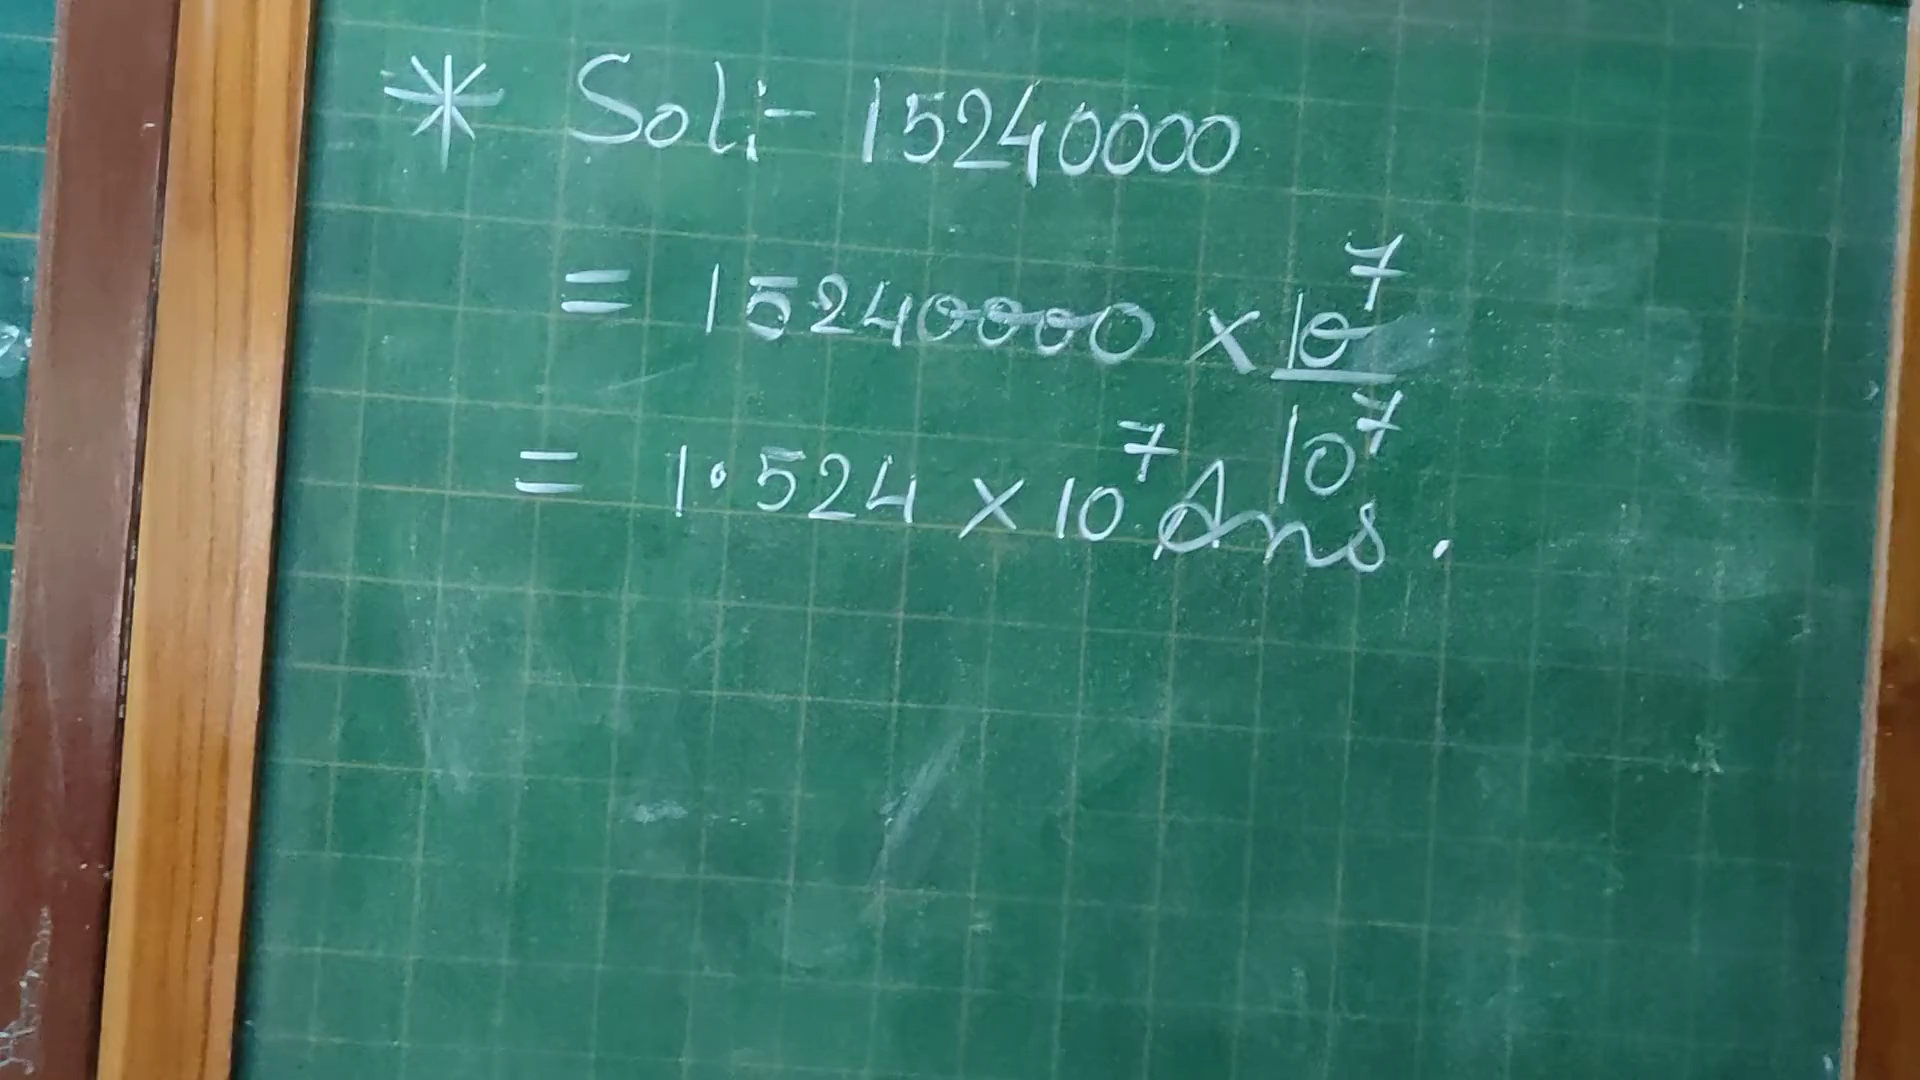 * Sol:- 15240000
= 15240000 × 10⁷/10⁷
= 1.524 × 10⁷ Ans.